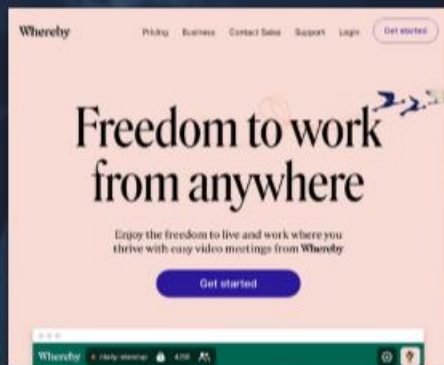 Whereby
Pricing Business Contact Sales Support Login Get started
Freedom to work
from anywhere
Enjoy the freedom to live and work where you
thrive with easy video meetings from Whereby
Get started
Whereby